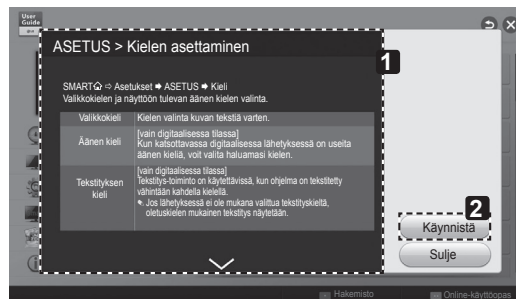 User
Guide
ASETUS > Kielen asettaminen
1
SMART ⇨ Asetukset ➡ ASETUS ➡ Kieli
Valikkokielen ja näyttöön tulevan äänen kielen valinta.
Valikkokieli Kielen valinta kuvan tekstiä varten.
Äänen kieli [vain digitaalisessa tilassa]
Kun katsottavassa digitaalisessa lähetyksessä on useita
äänen kieliä, voit valita haluamasi kielen.
Tekstityksen kieli [vain digitaalisessa tilassa]
Tekstitys-toiminto on käytettävissä, kun ohjelma on tekstitetty
vähintään kahdella kielellä.
Jos lähetyksessä ei ole mukana valittua tekstityskieltä,
oletuskielen mukainen tekstitys näytetään.
2
Käynnistä
Sulje
Hakemisto
Online-käyttöopas